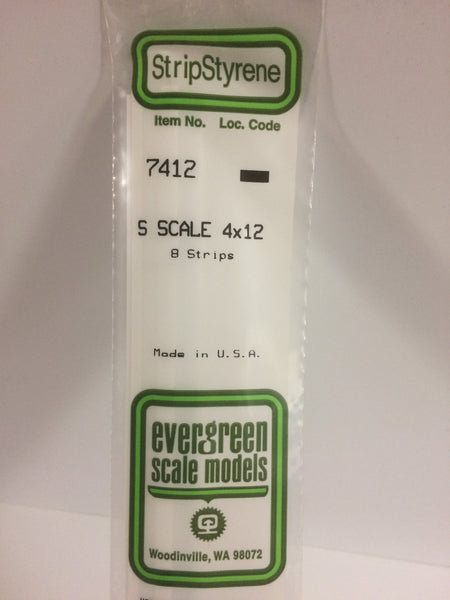 StripStyrene
Item No. Loc. Code
7412
S SCALE 4x12
8 Strips
Made in U.S.A.
evergreen
scale models
Woodinville, WA 98072